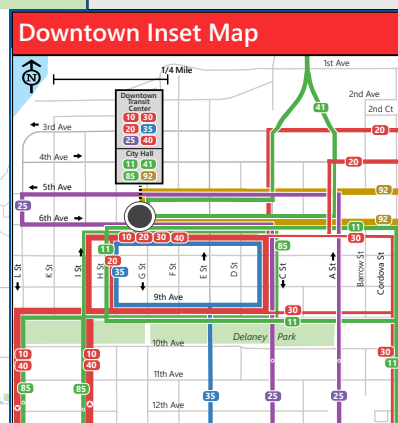 Downtown Inset Map
N
1/4 Mile
1st Ave
2nd Ave
2nd Ct
3rd Ave
4th Ave
5th Ave
6th Ave
Downtown
Transit
Center
10 30
20 35
25 40
City Hall
11 41
85 92
41
20
20
92
25
92
11
30
10 20 30 40
11
20
35
85
L St
K St
I St
H St
G St
F St
E St
D St
C St
A St
Barrow St
Cordova St
9th Ave
30
11
Delaney Park
10th Ave
10
40
10
40
30
11
11th Ave
85
85
35
25
25
12th Ave